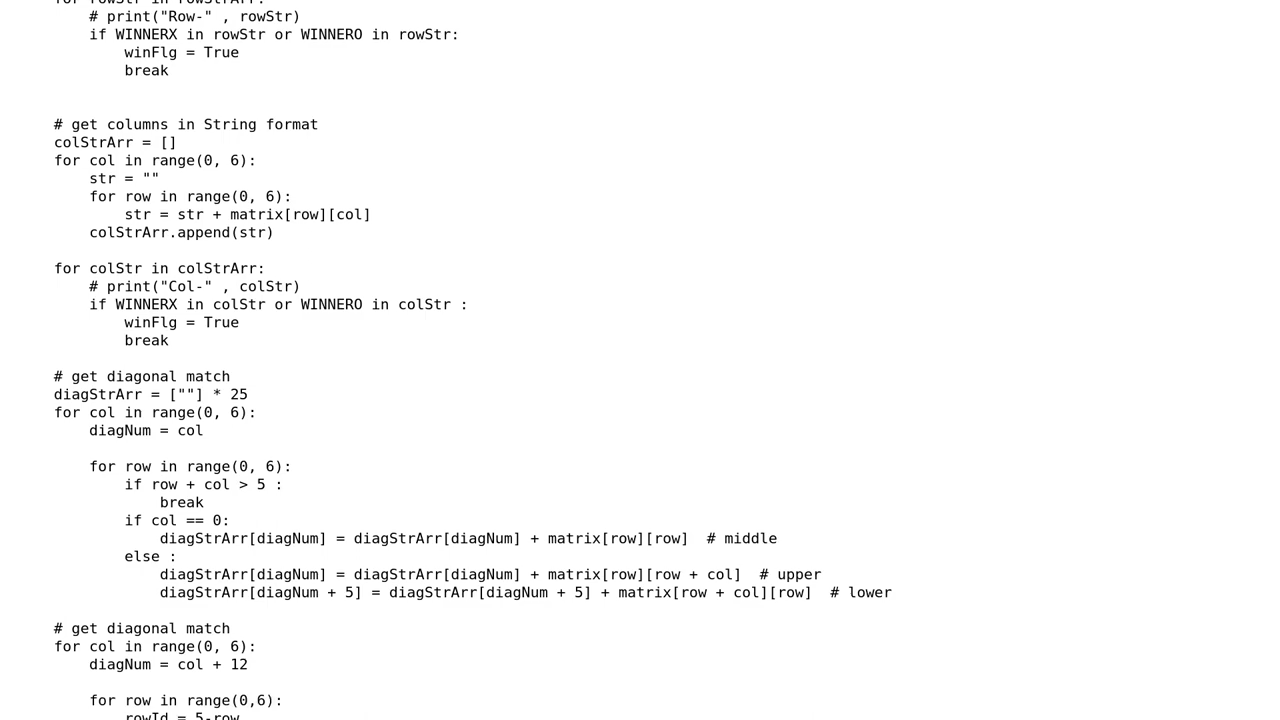 for rowStr in rowStrArr:
        # print("Row-" , rowStr)
        if WINNERX in rowStr or WINNERO in rowStr:
            winFlg = True
            break

    # get columns in String format
    colStrArr = []
    for col in range(0, 6):
        str = ""
        for row in range(0, 6):
            str = str + matrix[row][col]
        colStrArr.append(str)

    for colStr in colStrArr:
        # print("Col-" , colStr)
        if WINNERX in colStr or WINNERO in colStr :
            winFlg = True
            break

    # get diagonal match
    diagStrArr = [""] * 25
    for col in range(0, 6):
        diagNum = col

        for row in range(0, 6):
            if row + col > 5 :
                break
            if col == 0:
                diagStrArr[diagNum] = diagStrArr[diagNum] + matrix[row][row]  # middle
            else :
                diagStrArr[diagNum] = diagStrArr[diagNum] + matrix[row][row + col]  # upper
                diagStrArr[diagNum + 5] = diagStrArr[diagNum + 5] + matrix[row + col][row]  # lower

    # get diagonal match
    for col in range(0, 6):
        diagNum = col + 12

        for row in range(0,6):
            rowId = 5-row